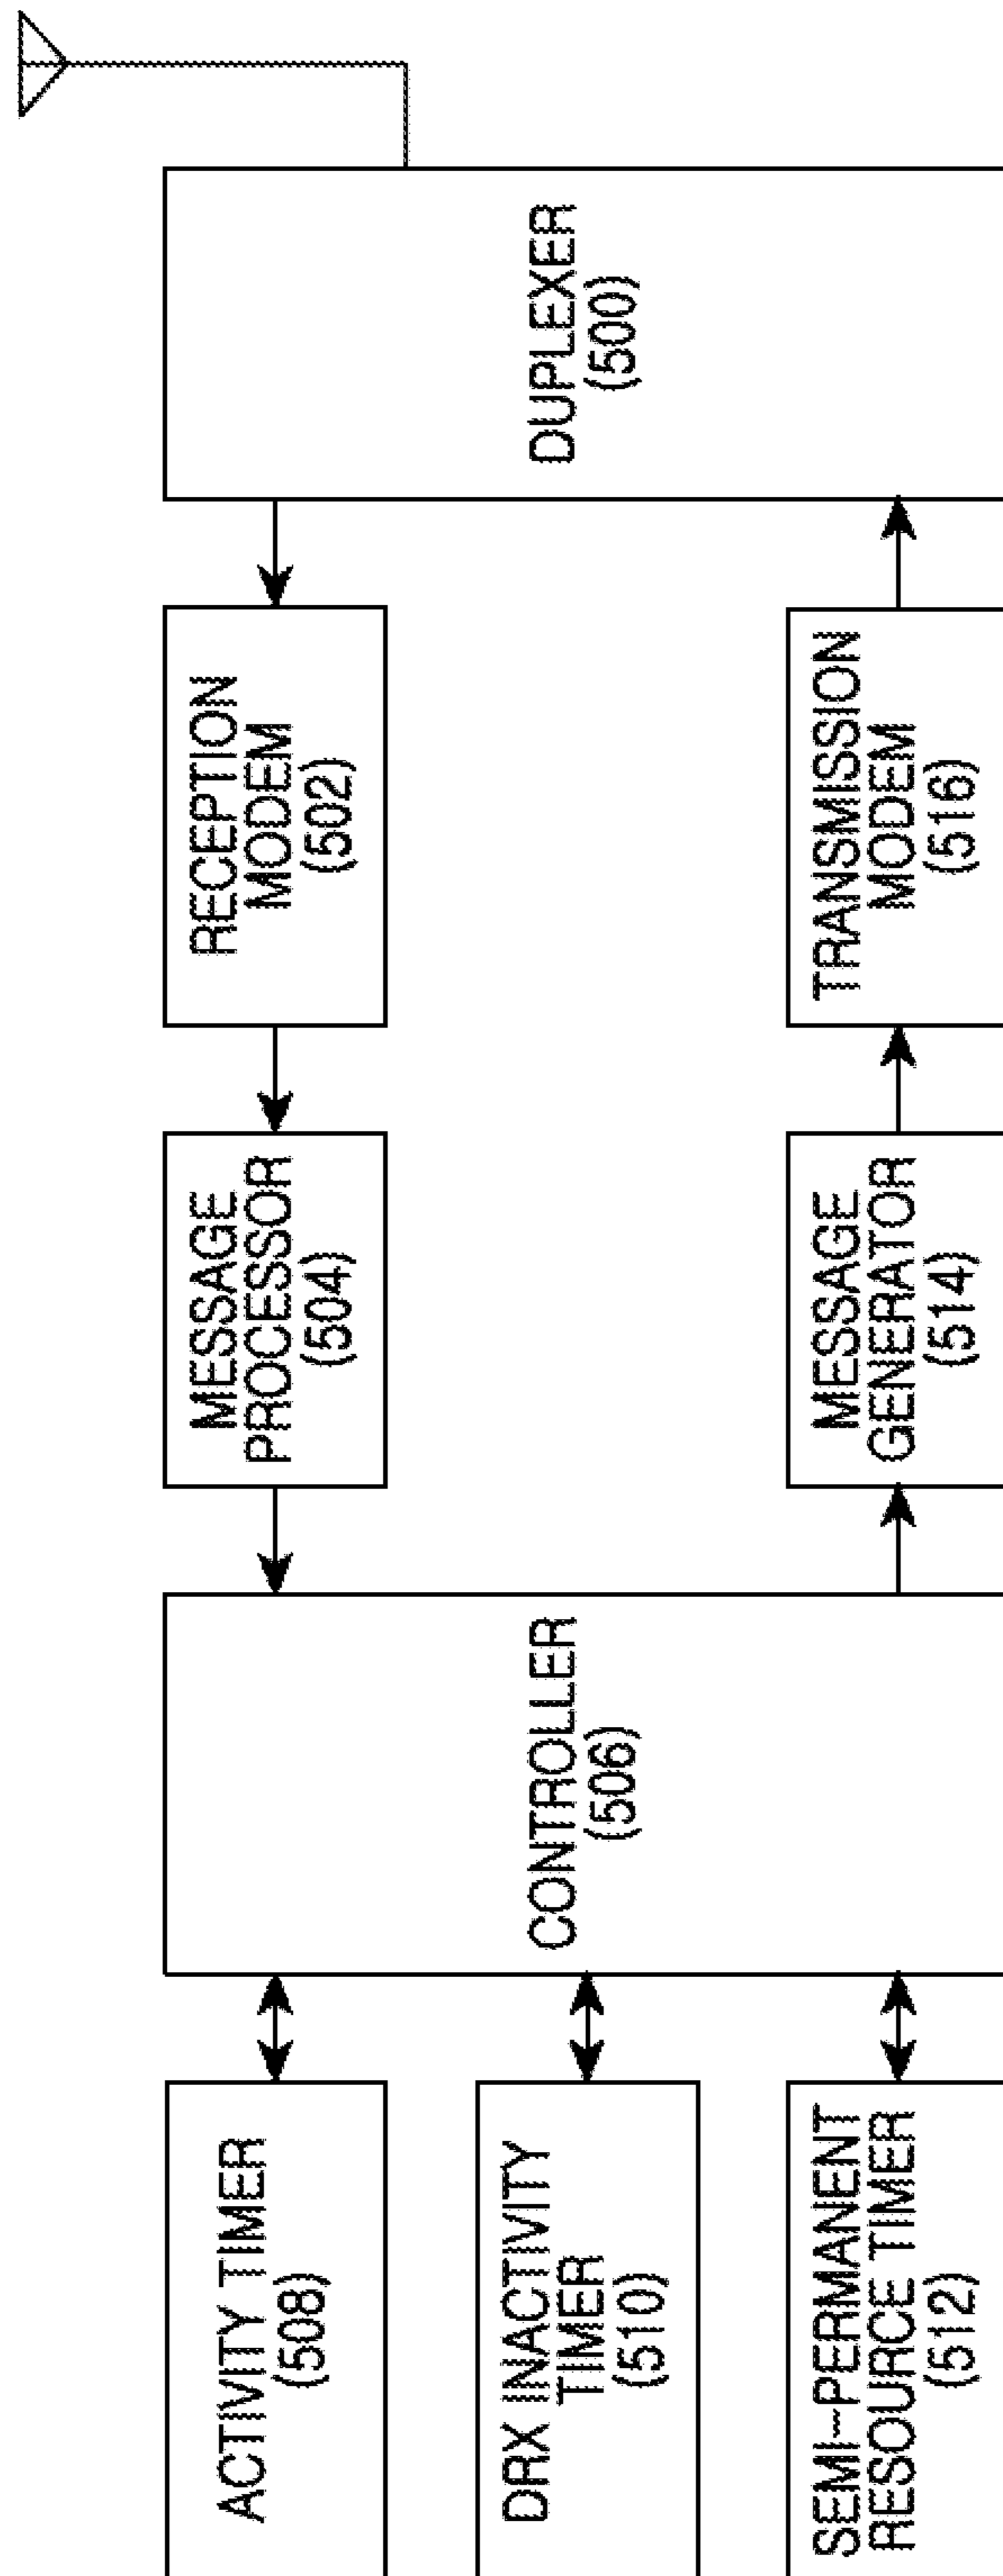 ACTIVITY TIMER
(508)
DRX INACTIVITY
TIMER
(510)
SEMI-PERMANENT
RESOURCE TIMER
(512)
CONTROLLER
(506)
MESSAGE
PROCESSOR
(504)
MESSAGE
GENERATOR
(514)
RECEPTION
MODEM
(502)
TRANSMISSION
MODEM
(516)
DUPLEXER
(500)